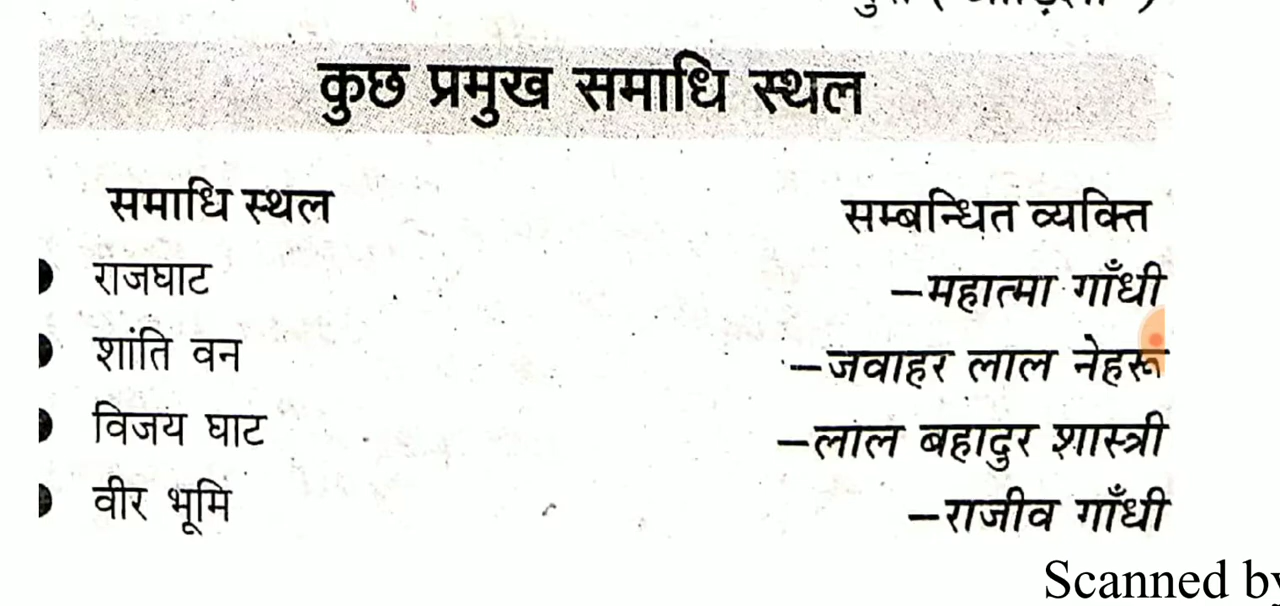 कुछ प्रमुख समाधि स्थल
समाधि स्थल सम्बन्धित व्यक्ति
राजघाट –महात्मा गाँधी
शांति वन –जवाहर लाल नेहरू
विजय घाट –लाल बहादुर शास्त्री
वीर भूमि –राजीव गाँधी
Scanned by